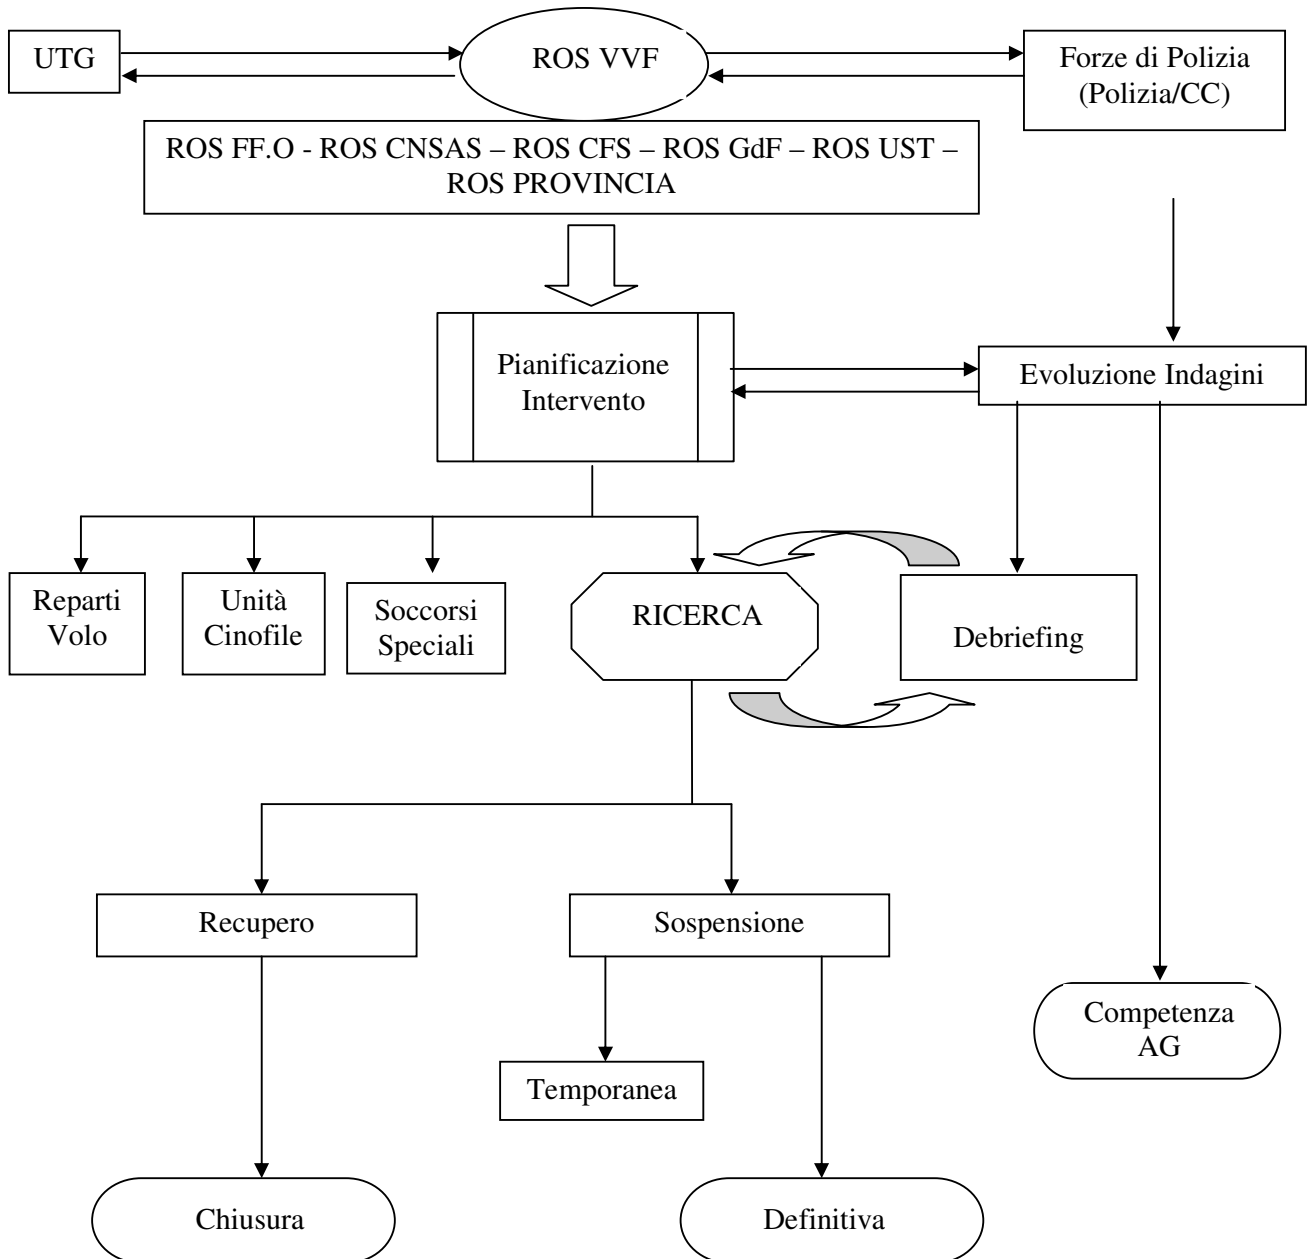 UTG
ROS VVF
Forze di Polizia
(Polizia/CC)
ROS FF.O - ROS CNSAS – ROS CFS – ROS GdF – ROS UST –
ROS PROVINCIA
Pianificazione
Intervento
Evoluzione Indagini
Reparti
Volo
Unità
Cinofile
Soccorsi
Speciali
RICERCA
Debriefing
Recupero
Sospensione
Competenza
AG
Temporanea
Chiusura
Definitiva